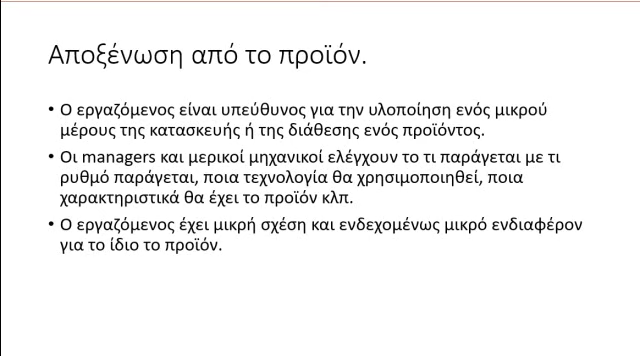 Αποξένωση από το προϊόν.
• Ο εργαζόμενος είναι υπεύθυνος για την υλοποίηση ενός μικρού
μέρους της κατασκευής ή της διάθεσης ενός προϊόντος.
• Οι managers και μερικοί μηχανικοί ελέγχουν το τι παράγεται με τι
ρυθμό παράγεται, ποια τεχνολογία θα χρησιμοποιηθεί, ποια
χαρακτηριστικά θα έχει το προϊόν κλπ.
• Ο εργαζόμενος έχει μικρή σχέση και ενδεχομένως μικρό ενδιαφέρον
για το ίδιο το προϊόν.